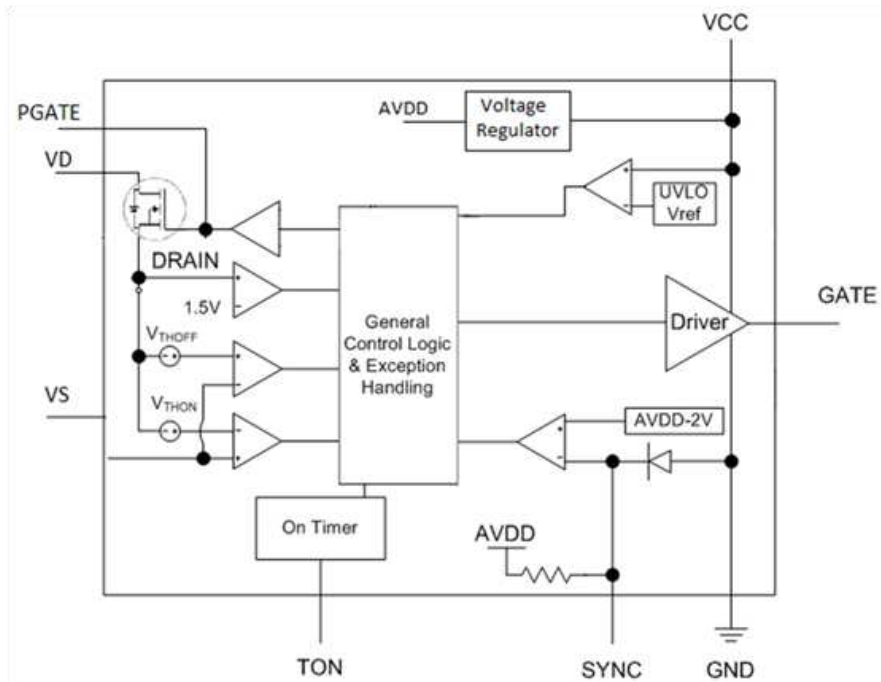 VCC
PGATE
AVDD
Voltage
Regulator
VD
+
-
UVLO
Vref
DRAIN
+
1.5V
-
General
Control Logic
& Exception
Handling
Driver
GATE
VTHOFF
- +
+
-
VS
VTHON
- +
-
+
AVDD-2V
+
-
On Timer
AVDD
TON
SYNC
GND